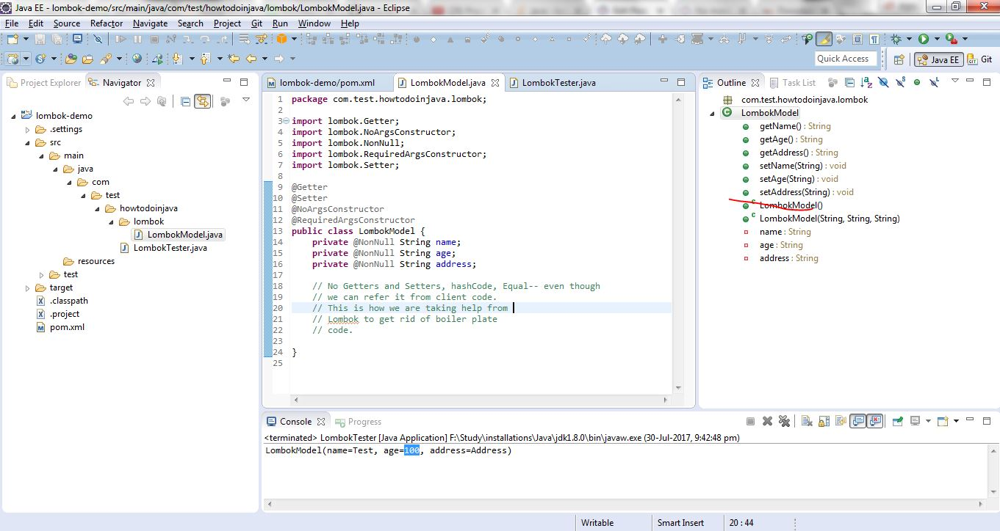 Java EE - lombok-demo/src/main/java/com/test/howtodoinjava/lombok/LombokModel.java - Eclipse
File Edit Source Refactor Navigate Search Project Git Run Window Help
Quick Access
Java EE
Git
Project Explorer
Navigator
lombok-demo
.settings
src
main
java
com
test
howtodoinjava
lombok
LombokModel.java
LombokTester.java
resources
test
target
.classpath
.project
pom.xml
lombok-demo/pom.xml
LombokModel.java
LombokTester.java
1 package com.test.howtodoinjava.lombok;
2
3 import lombok.Getter;
4 import lombok.NoArgsConstructor;
5 import lombok.NonNull;
6 import lombok.RequiredArgsConstructor;
7 import lombok.Setter;
8
9 @Getter
10 @Setter
11 @NoArgsConstructor
12 @RequiredArgsConstructor
13 public class LombokModel {
14 private @NonNull String name;
15 private @NonNull String age;
16 private @NonNull String address;
17
18 // No Getters and Setters, hashCode, Equal-- even though
19 // we can refer it from client code.
20 // This is how we are taking help from
21 // Lombok to get rid of boiler plate
22 // code.
23
24 }
25
Outline
Task List
com.test.howtodoinjava.lombok
LombokModel
getName() : String
getAge() : String
getAddress() : String
setName(String) : void
setAge(String) : void
setAddress(String) : void
LombokModel()
LombokModel(String, String, String)
name : String
age : String
address : String
Console
Progress
<terminated> LombokTester [Java Application] F:\Study\installations\Java\jdk1.8.0\bin\javaw.exe (30-Jul-2017, 9:42:48 pm)
LombokModel(name=Test, age=100, address=Address)
Writable
Smart Insert
20 : 44